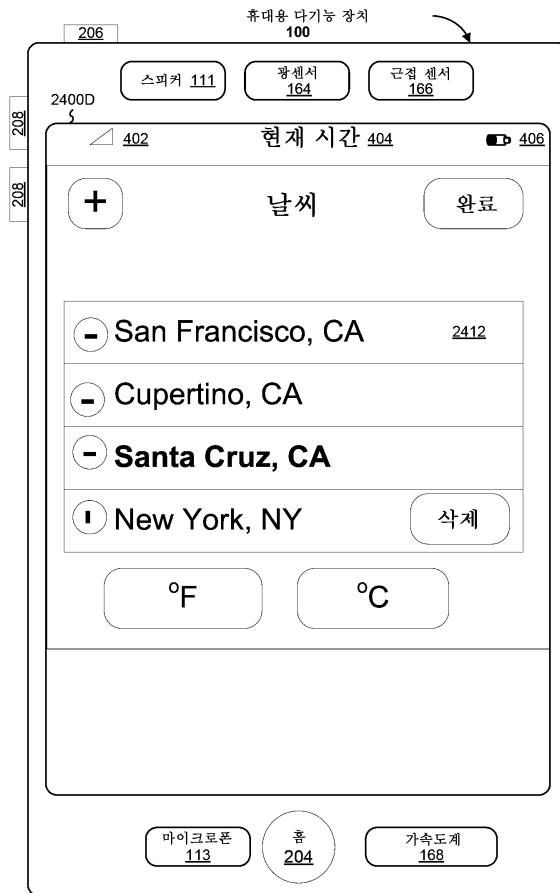 휴대용 다기능 장치
100
206
스피커 111
광센서
164
근접 센서
166
2400D
208
208
402
현재 시간 404
406
+
날씨
완료
- San Francisco, CA
2412
- Cupertino, CA
- Santa Cruz, CA
New York, NY
삭제
°F
°C
마이크로폰
113
홈
204
가속도계
168